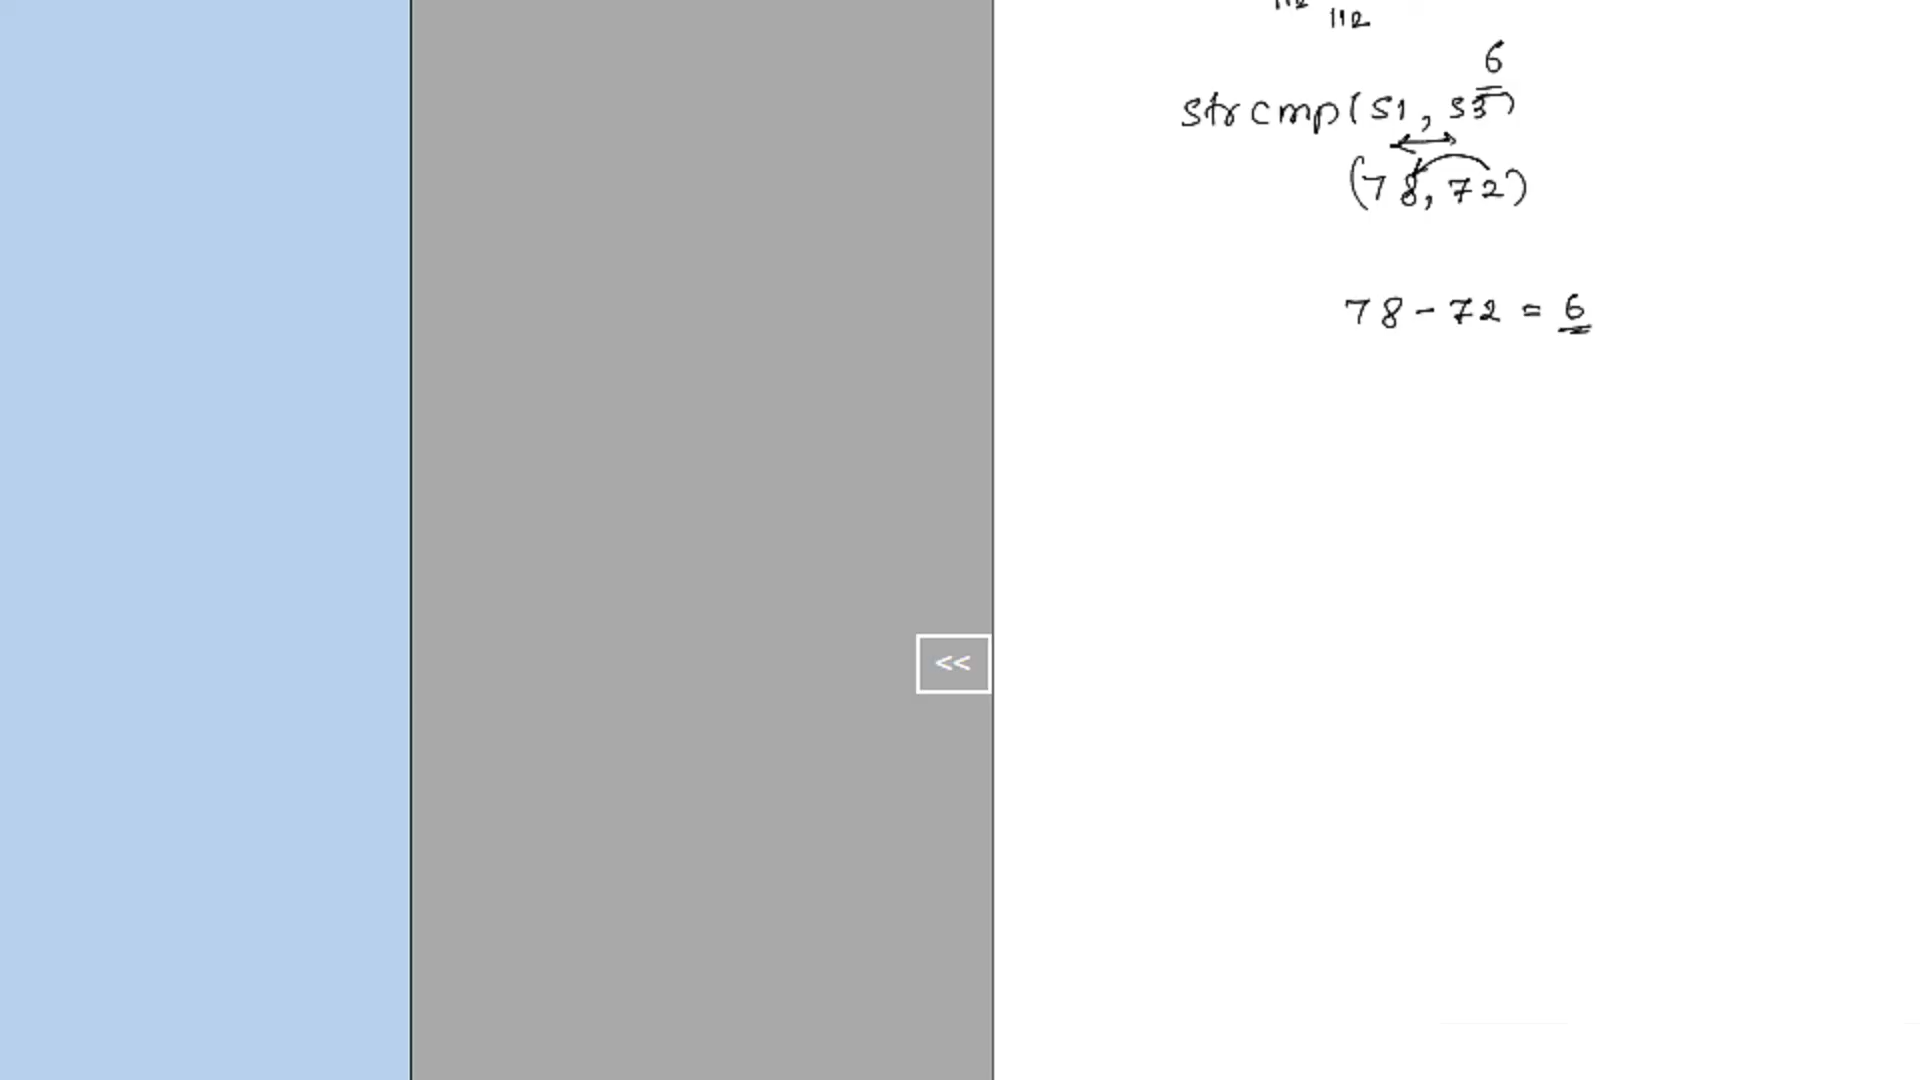 112
6
strcmp(s1, s3)
(78, 72)
78 - 72 = 6
<<